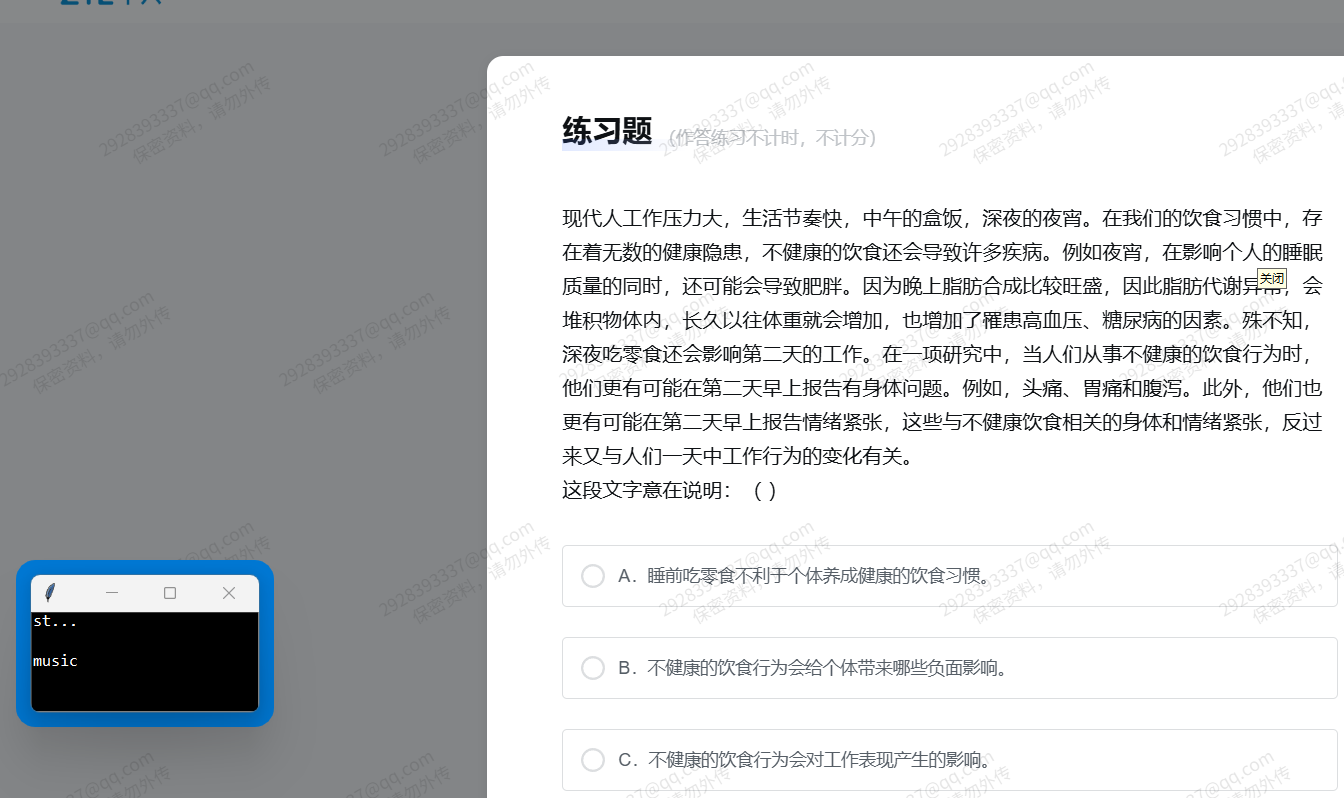 练习题 （作答练习不计时，不计分）
现代人工作压力大，生活节奏快，中午的盒饭，深夜的夜宵。在我们的饮食习惯中，存
在着无数的健康隐患，不健康的饮食还会导致许多疾病。例如夜宵，在影响个人的睡眠
质量的同时，还可能会导致肥胖。因为晚上脂肪合成比较旺盛，因此脂肪代谢异，会
关闭
堆积物体内，长久以往体重就会增加，也增加了罹患高血压、糖尿病的因素。殊不知，
深夜吃零食还会影响第二天的工作。在一项研究中，当人们从事不健康的饮食行为时，
他们更有可能在第二天早上报告有身体问题。例如，头痛、胃痛和腹泻。此外，他们也
更有可能在第二天早上报告情绪紧张，这些与不健康饮食相关的身体和情绪紧张，反过
来又与人们一天中工作行为的变化有关。
这段文字意在说明：（ ）
A. 睡前吃零食不利于个体养成健康的饮食习惯。
B. 不健康的饮食行为会给个体带来哪些负面影响。
C. 不健康的饮食行为会对工作表现产生的影响。
st...
music
2928393337@qq.com
保密资料，请勿外传